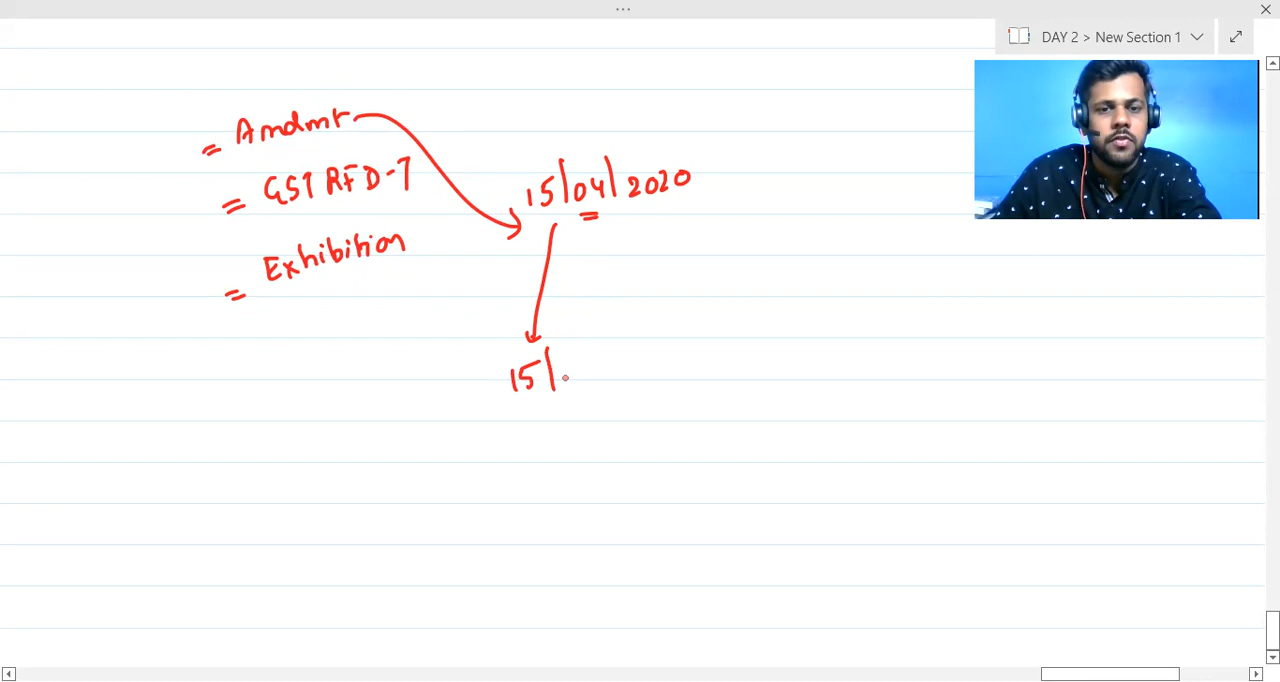 DAY 2 > New Section 1
= Amdmt
= GST RFD-7
15/04/2020
= Exhibition
15/